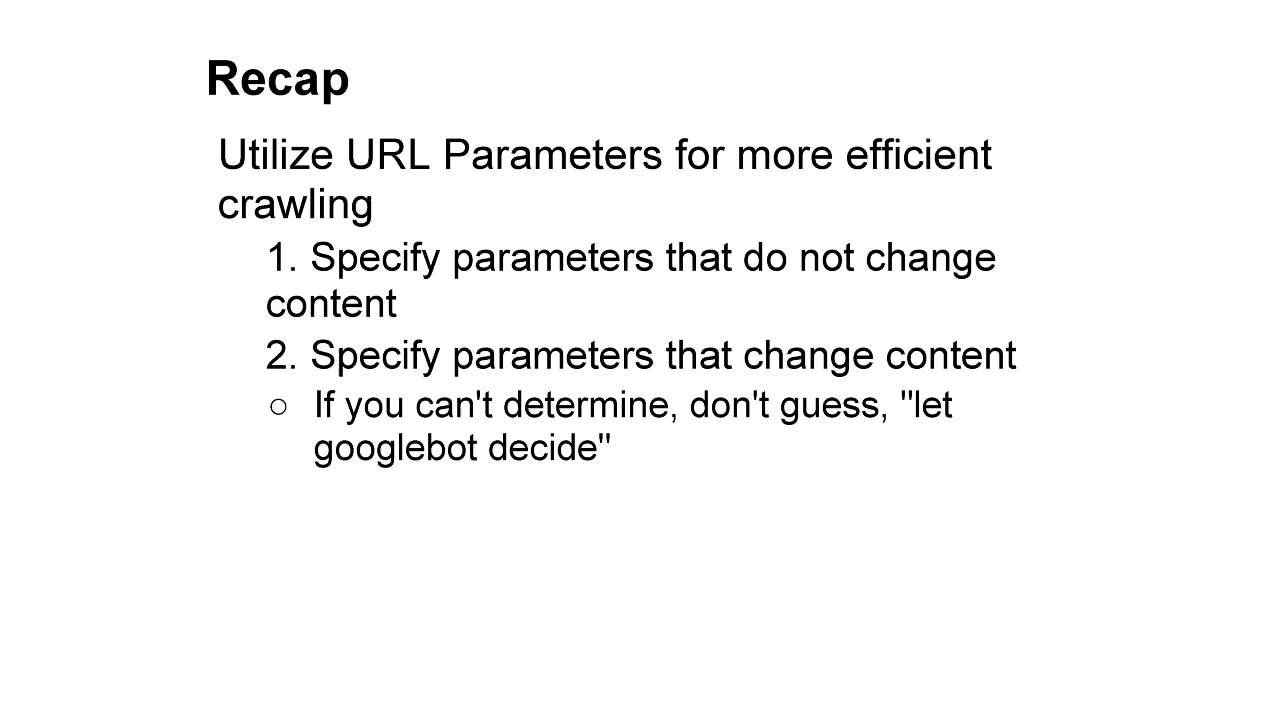 Recap
Utilize URL Parameters for more efficient
crawling
1. Specify parameters that do not change
content
2. Specify parameters that change content
○ If you can't determine, don't guess, "let
googlebot decide"